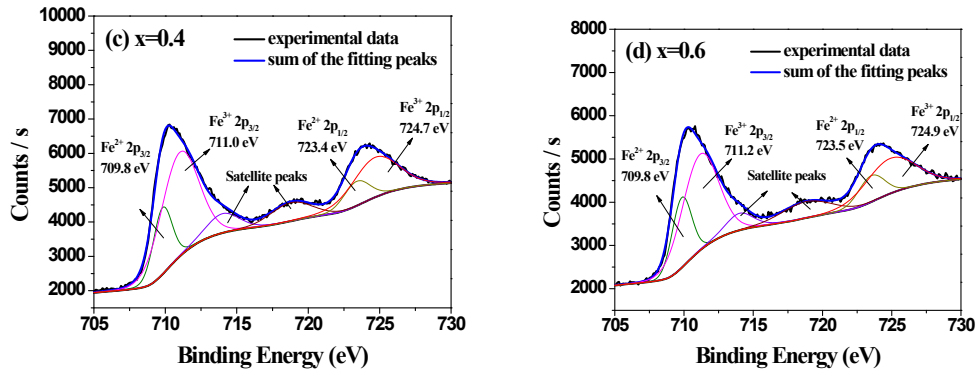 (c) x=0.4
experimental data
sum of the fitting peaks
Fe2+ 2p3/2
709.8 eV
Fe3+ 2p3/2
711.0 eV
Satellite peaks
Fe2+ 2p1/2
723.4 eV
Fe3+ 2p1/2
724.7 eV
Counts / s
10000
9000
8000
7000
6000
5000
4000
3000
2000
705 710 715 720 725 730
Binding Energy (eV)
(d) x=0.6
experimental data
sum of the fitting peaks
Fe2+ 2p3/2
709.8 eV
Fe3+ 2p3/2
711.2 eV
Satellite peaks
Fe2+ 2p1/2
723.5 eV
Fe3+ 2p1/2
724.9 eV
Counts / s
8000
7000
6000
5000
4000
3000
2000
705 710 715 720 725 730
Binding Energy (eV)